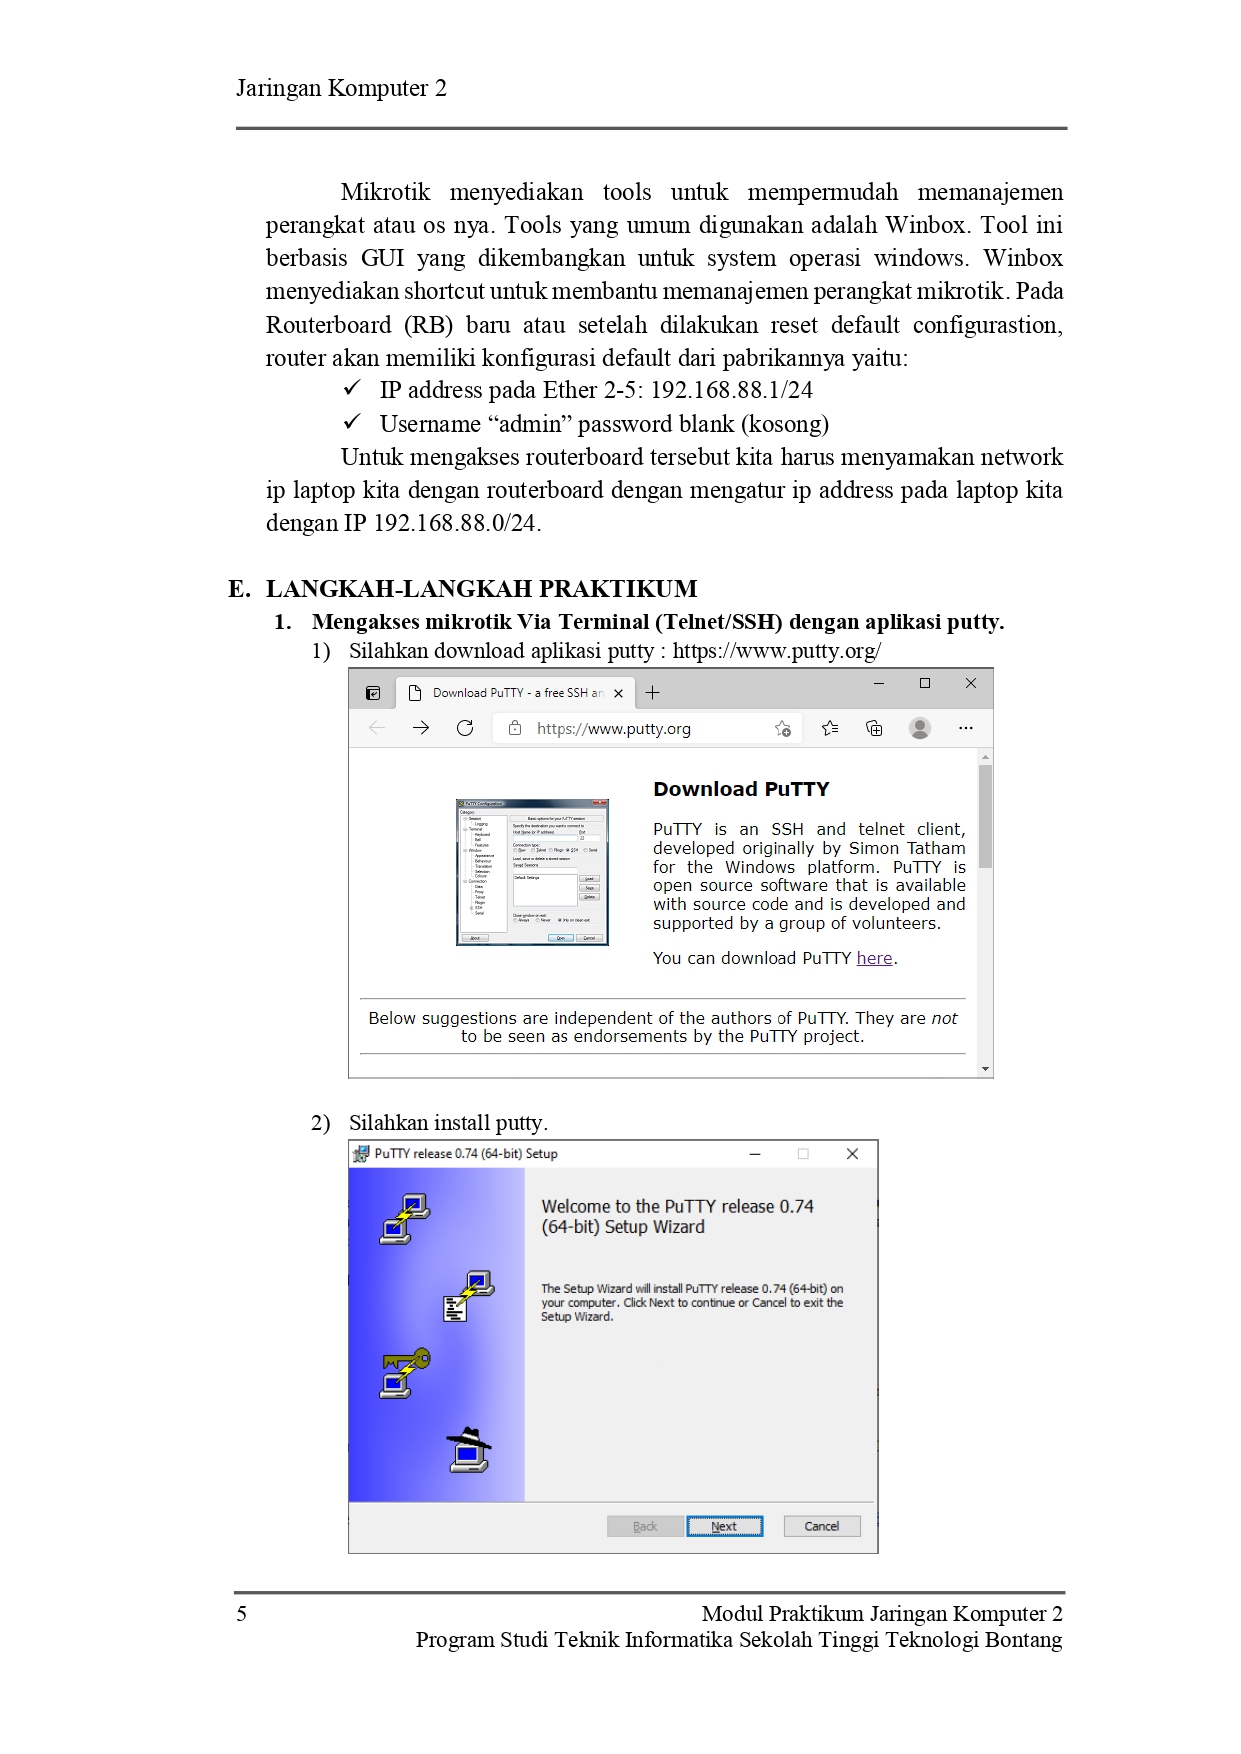 Jaringan Komputer 2
Mikrotik menyediakan tools untuk mempermudah memanajemen
perangkat atau os nya. Tools yang umum digunakan adalah Winbox. Tool ini
berbasis GUI yang dikembangkan untuk system operasi windows. Winbox
menyediakan shortcut untuk membantu memanajemen perangkat mikrotik. Pada
Routerboard (RB) baru atau setelah dilakukan reset default configurastion,
router akan memiliki konfigurasi default dari pabrikannya yaitu:
✓ IP address pada Ether 2-5: 192.168.88.1/24
✓ Username “admin” password blank (kosong)
Untuk mengakses routerboard tersebut kita harus menyamakan network
ip laptop kita dengan routerboard dengan mengatur ip address pada laptop kita
dengan IP 192.168.88.0/24.
E. LANGKAH-LANGKAH PRAKTIKUM
1. Mengakses mikrotik Via Terminal (Telnet/SSH) dengan aplikasi putty.
1) Silahkan download aplikasi putty : https://www.putty.org/
Download PuTTY - a free SSH an
https://www.putty.org
Download PuTTY
PuTTY is an SSH and telnet client,
developed originally by Simon Tatham
for the Windows platform. PuTTY is
open source software that is available
with source code and is developed and
supported by a group of volunteers.
You can download PuTTY here.
Below suggestions are independent of the authors of PuTTY. They are not
to be seen as endorsements by the PuTTY project.
2) Silahkan install putty.
PuTTY release 0.74 (64-bit) Setup
Welcome to the PuTTY release 0.74
(64-bit) Setup Wizard
The Setup Wizard will install PuTTY release 0.74 (64-bit) on
your computer. Click Next to continue or Cancel to exit the
Setup Wizard.
Back Next Cancel
5 Modul Praktikum Jaringan Komputer 2
Program Studi Teknik Informatika Sekolah Tinggi Teknologi Bontang